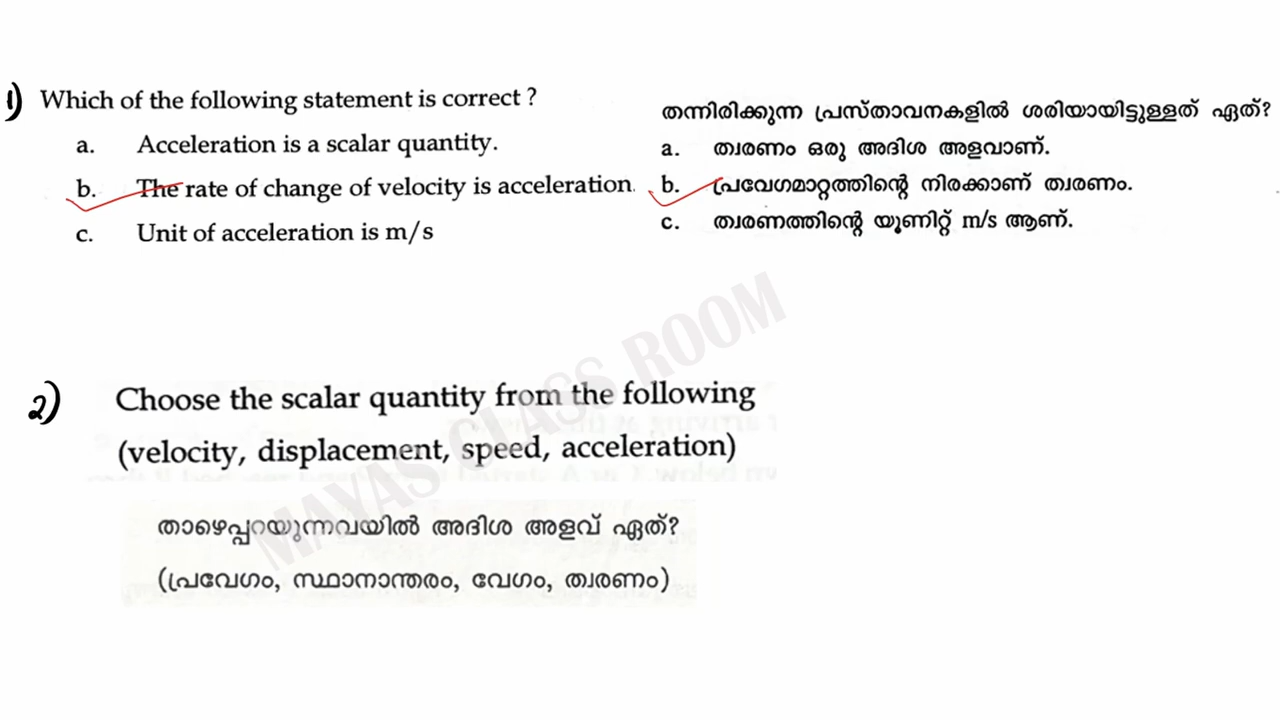 1) Which of the following statement is correct ?
a. Acceleration is a scalar quantity.
b. The rate of change of velocity is acceleration.
c. Unit of acceleration is m/s
തന്നിരിക്കുന്ന പ്രസ്താവനകളിൽ ശരിയായിട്ടുള്ളത് ഏത്?
a. ത്വരണം ഒരു അദിശ അളവാണ്.
b. പ്രവേഗമാറ്റത്തിന്റെ നിരക്കാണ് ത്വരണം.
c. ത്വരണത്തിന്റെ യൂണിറ്റ് m/s ആണ്.
MAYAS CLASS ROOM
2) Choose the scalar quantity from the following
(velocity, displacement, speed, acceleration)
താഴെപ്പറയുന്നവയിൽ അദിശ അളവ് ഏത്?
(പ്രവേഗം, സ്ഥാനാന്തരം, വേഗം, ത്വരണം)